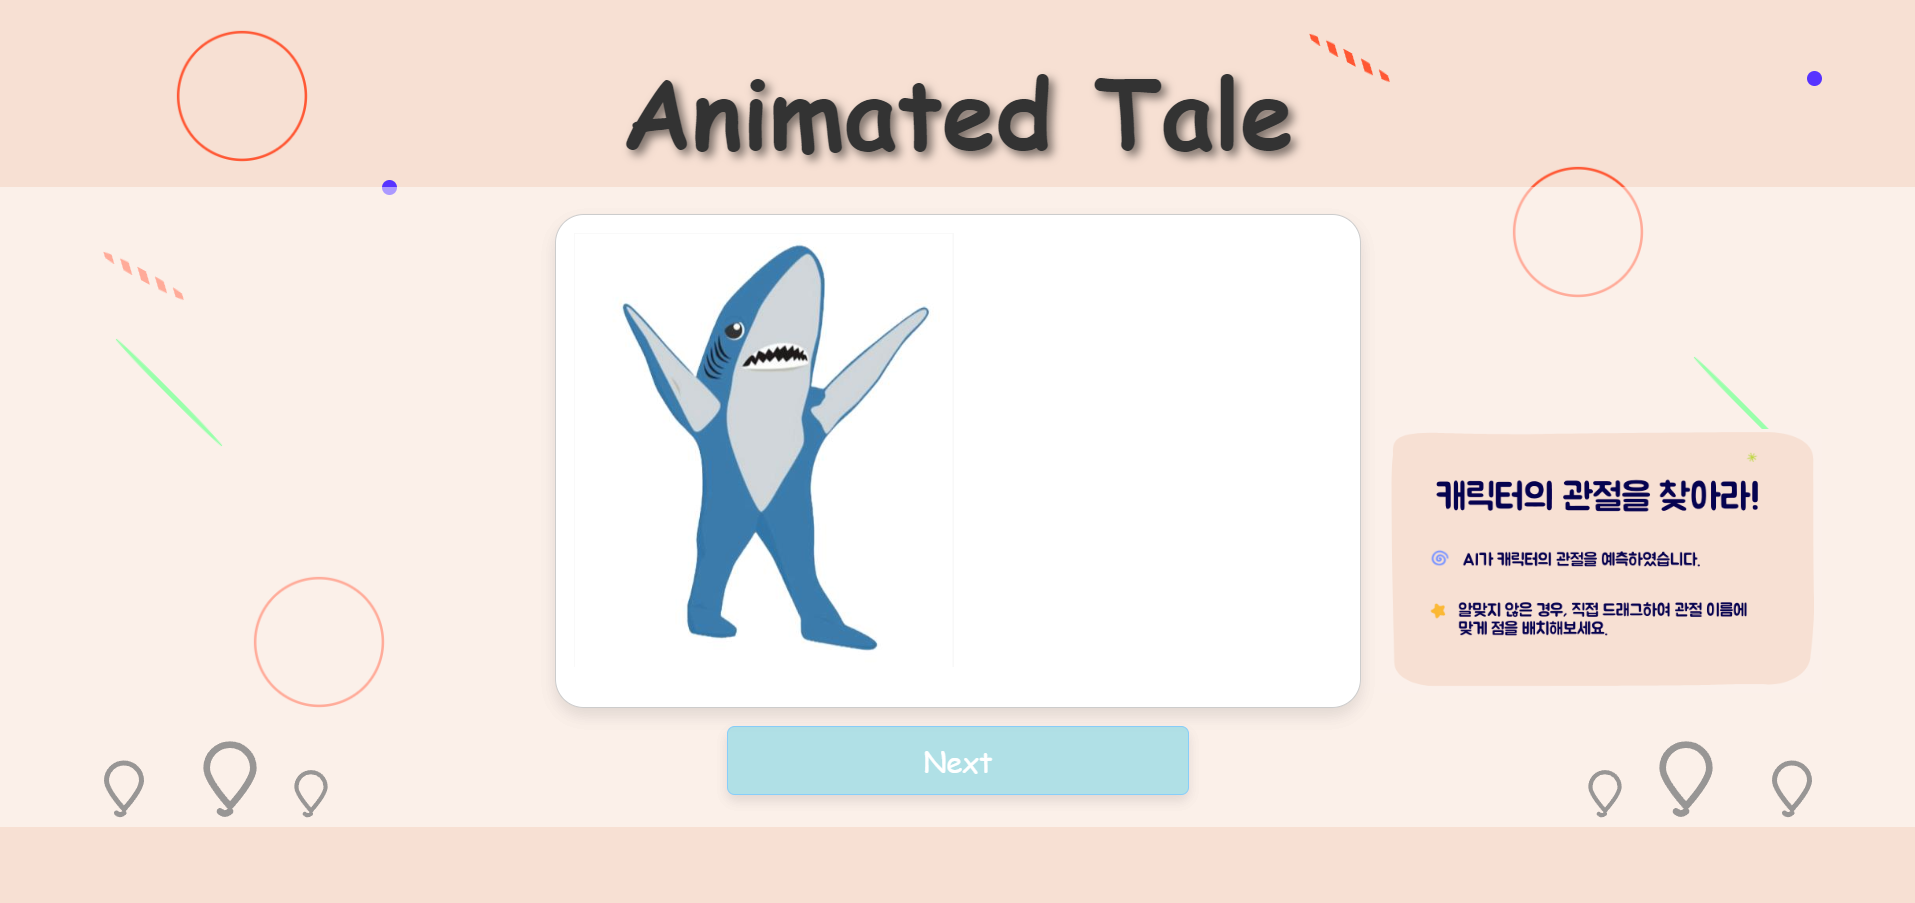 Animated Tale
캐릭터의 관절을 찾아라!
AI가 캐릭터의 관절을 예측하였습니다.
알맞지 않은 경우, 직접 드래그하여 관절 이름에
맞게 점을 배치해보세요.
Next